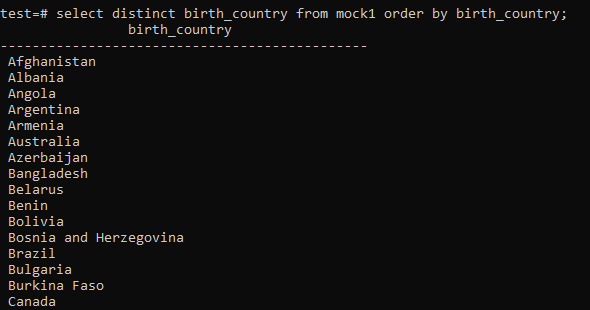 test=# select distinct birth_country from mock1 order by birth_country;
birth_country
----------------------------------------------
Afghanistan
Albania
Angola
Argentina
Armenia
Australia
Azerbaijan
Bangladesh
Belarus
Benin
Bolivia
Bosnia and Herzegovina
Brazil
Bulgaria
Burkina Faso
Canada